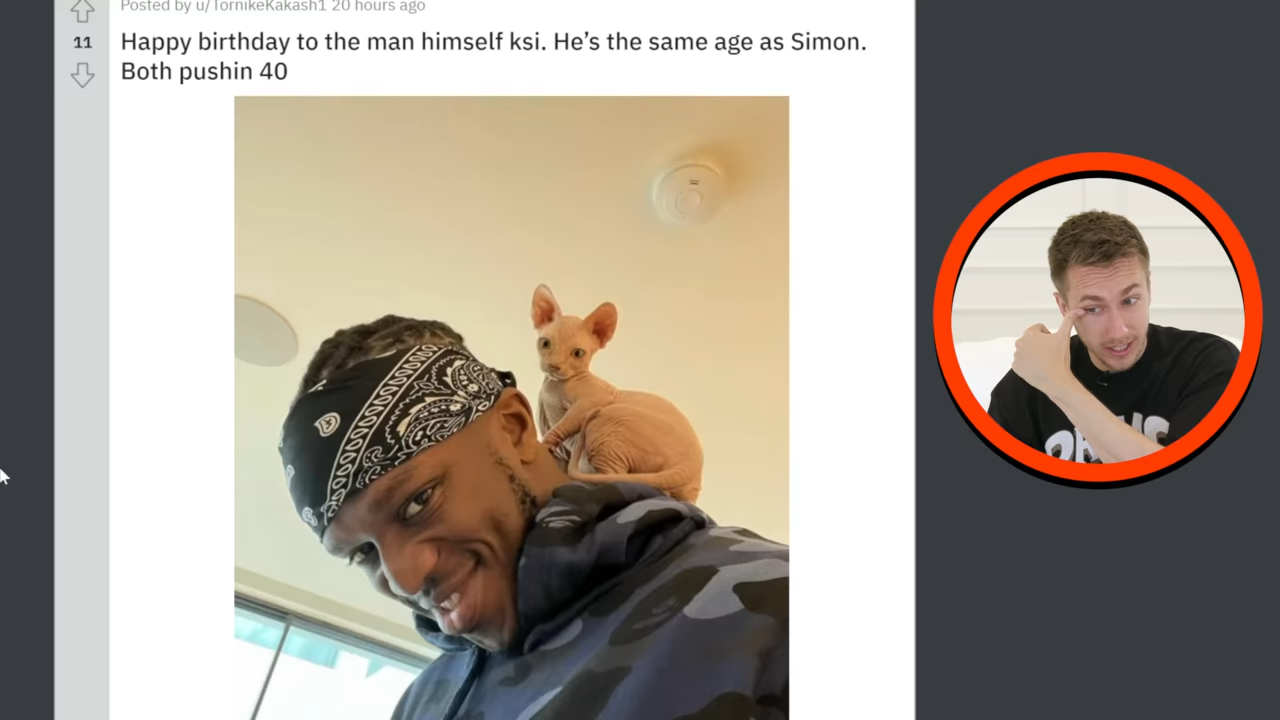 Posted by u/TornikeKakash1 20 hours ago
11
Happy birthday to the man himself ksi. He’s the same age as Simon.
Both pushin 40